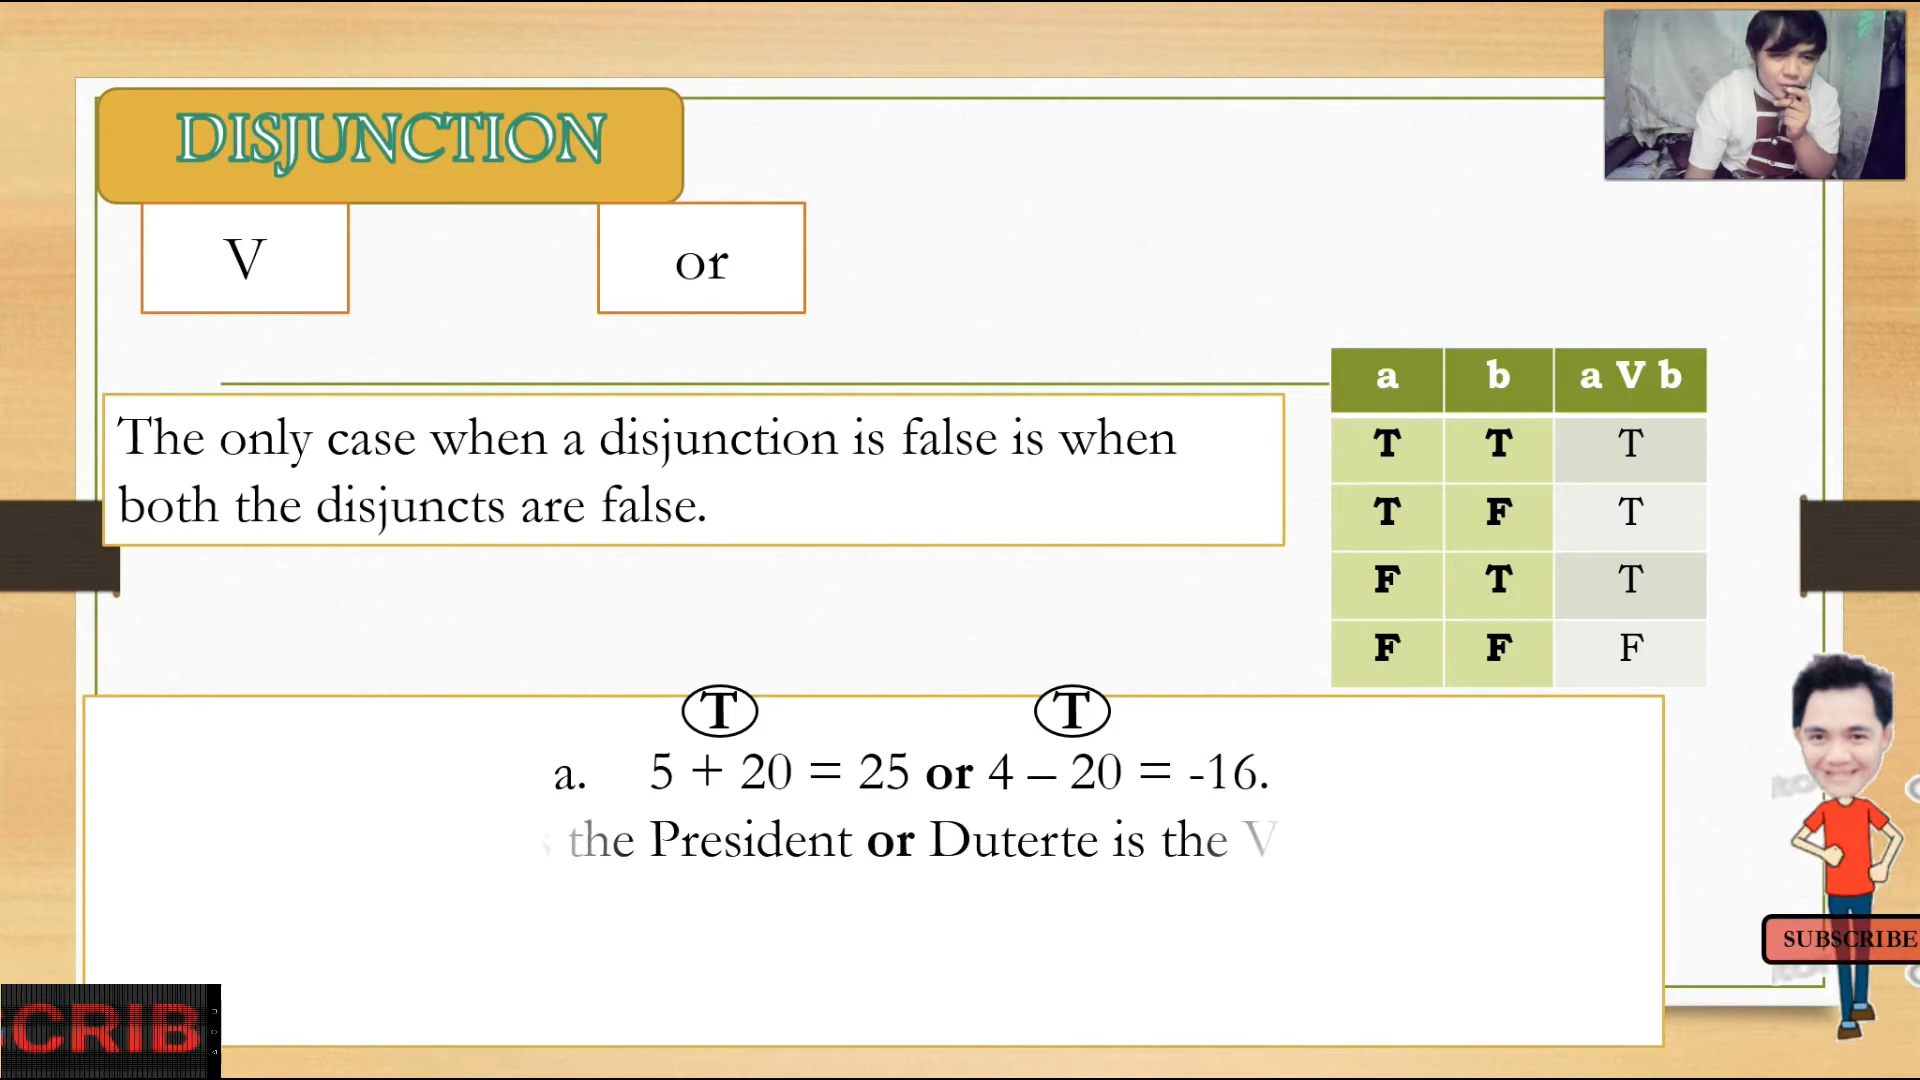 DISJUNCTION
V
or
The only case when a disjunction is false is when
both the disjuncts are false.
a b a V b
T T T
T F T
F T T
F F F
T T
a. 5 + 20 = 25 or 4 – 20 = -16.
the President or Duterte is the V
SUBSCRIBE
CRIB